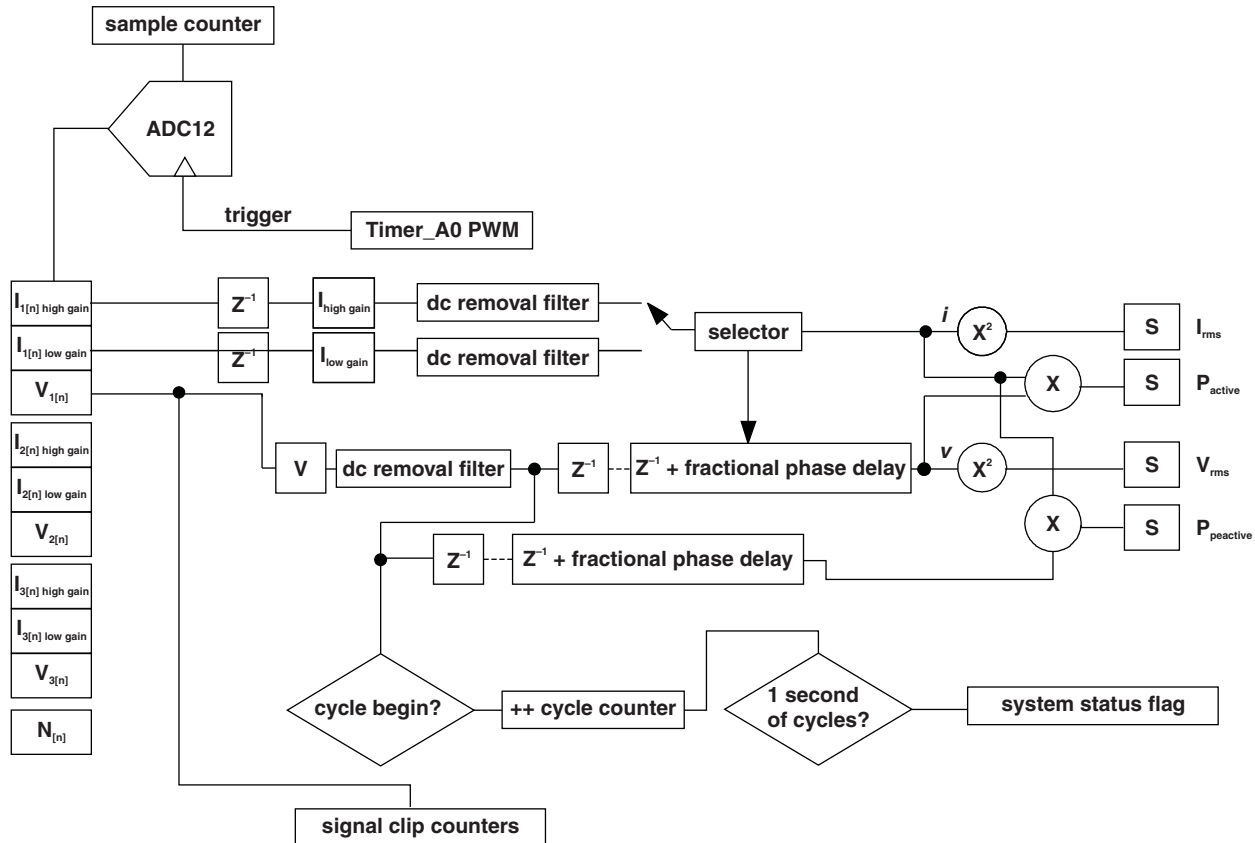 sample counter
ADC12
trigger
Timer_A0 PWM
I1[n] high gain
Z–1
Ihigh gain
dc removal filter
I1[n] low gain
Z–1
Ilow gain
dc removal filter
selector
i
X2
S
Irms
V1[n]
X
S
Pactive
I2[n] high gain
I2[n] low gain
V2[n]
V
dc removal filter
Z–1
Z–1 + fractional phase delay
v
X2
S
Vrms
X
S
Ppeactive
Z–1
Z–1 + fractional phase delay
I3[n] high gain
I3[n] low gain
V3[n]
N[n]
cycle begin?
++ cycle counter
1 second
of cycles?
system status flag
signal clip counters